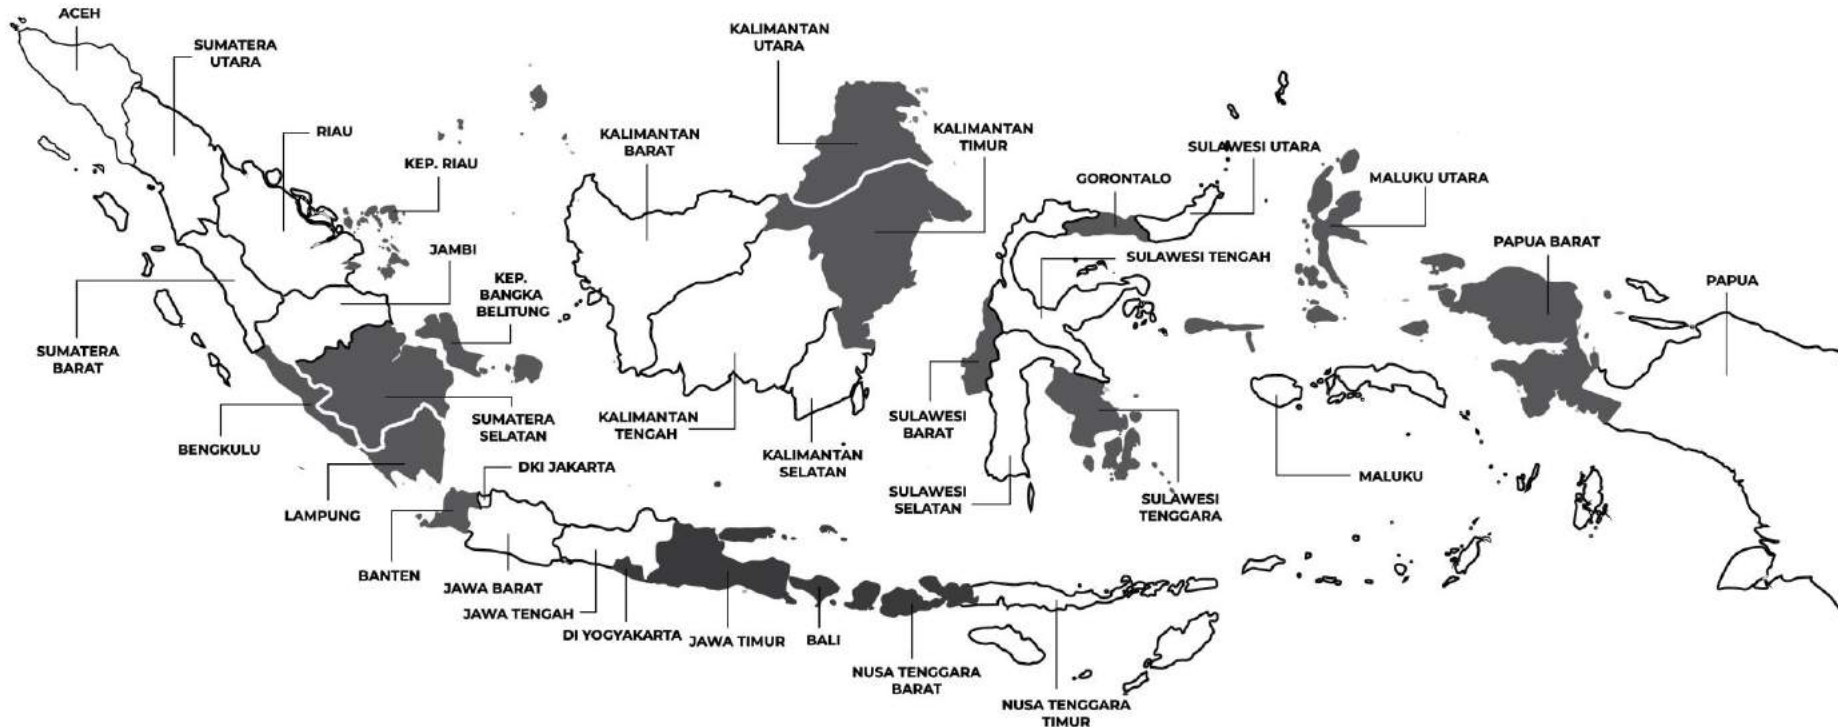 ACEH
SUMATERA
UTARA
RIAU
KEP. RIAU
JAMBI
KEP.
BANGKA
BELITUNG
SUMATERA
BARAT
BENGKULU
SUMATERA
SELATAN
LAMPUNG
DKI JAKARTA
BANTEN
JAWA BARAT
JAWA TENGAH
DI YOGYAKARTA
JAWA TIMUR
BALI
NUSA TENGGARA
BARAT
NUSA TENGGARA
TIMUR
KALIMANTAN
UTARA
KALIMANTAN
BARAT
KALIMANTAN
TIMUR
KALIMANTAN
TENGAH
KALIMANTAN
SELATAN
SULAWESI UTARA
GORONTALO
SULAWESI TENGAH
SULAWESI
BARAT
SULAWESI
SELATAN
SULAWESI
TENGGARA
MALUKU UTARA
MALUKU
PAPUA BARAT
PAPUA